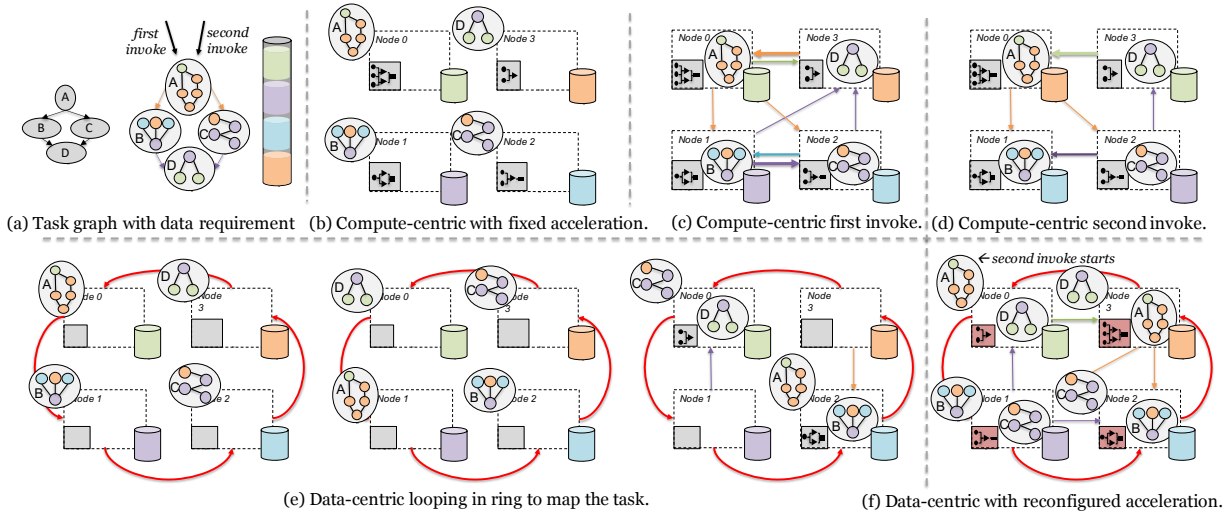 first
invoke
second
invoke
A
B
C
D
A
B
C
D
(a) Task graph with data requirement
A
Node 0
D
Node 3
B
Node 1
C
Node 2
(b) Compute-centric with fixed acceleration.
Node 0
A
Node 3
D
Node 1
B
Node 2
C
(c) Compute-centric first invoke.
Node 0
A
Node 3
D
Node 1
B
Node 2
C
(d) Compute-centric second invoke.
A
Node 0
D
Node
3
B
Node 1
C
Node 2
D
Node 0
C
Node
3
A
Node 1
B
Node 2
(e) Data-centric looping in ring to map the task.
C
Node 0
D
Node
3
Node 1
A
Node 2
B
A
← second invoke starts
Node 0
D
D
Node
3
A
B
Node 1
C
C
Node 2
B
(f) Data-centric with reconfigured acceleration.